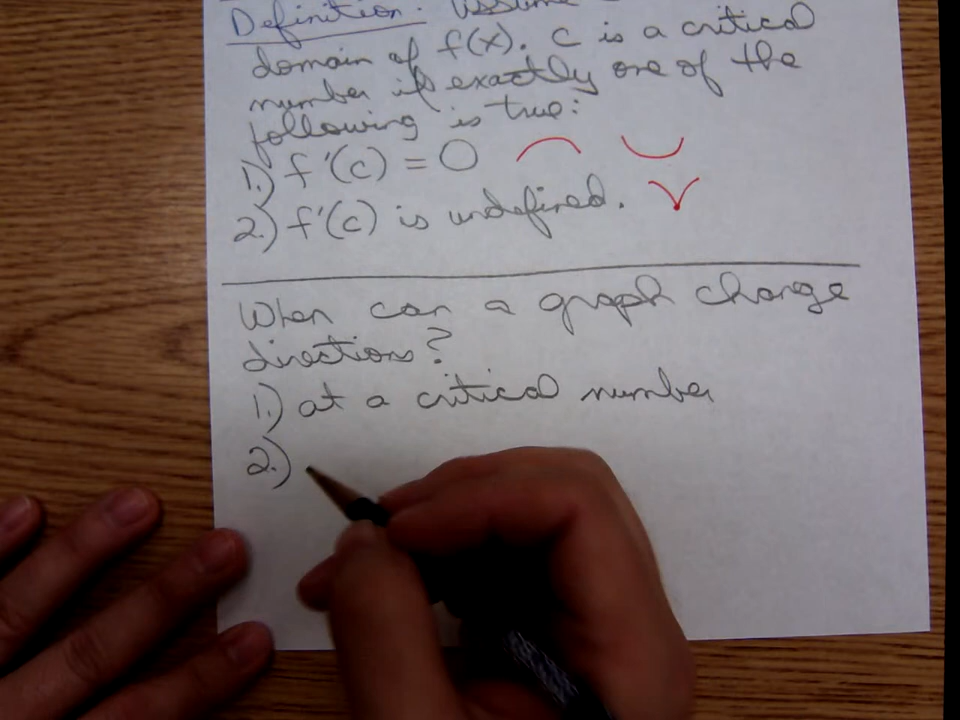 Definition: Assume
domain of f(x). c is a critical
number if exactly one of the
following is true:
1.) f'(c) = 0
2.) f'(c) is undefined.
When can a graph change
directions?
1.) at a critical number
2.)